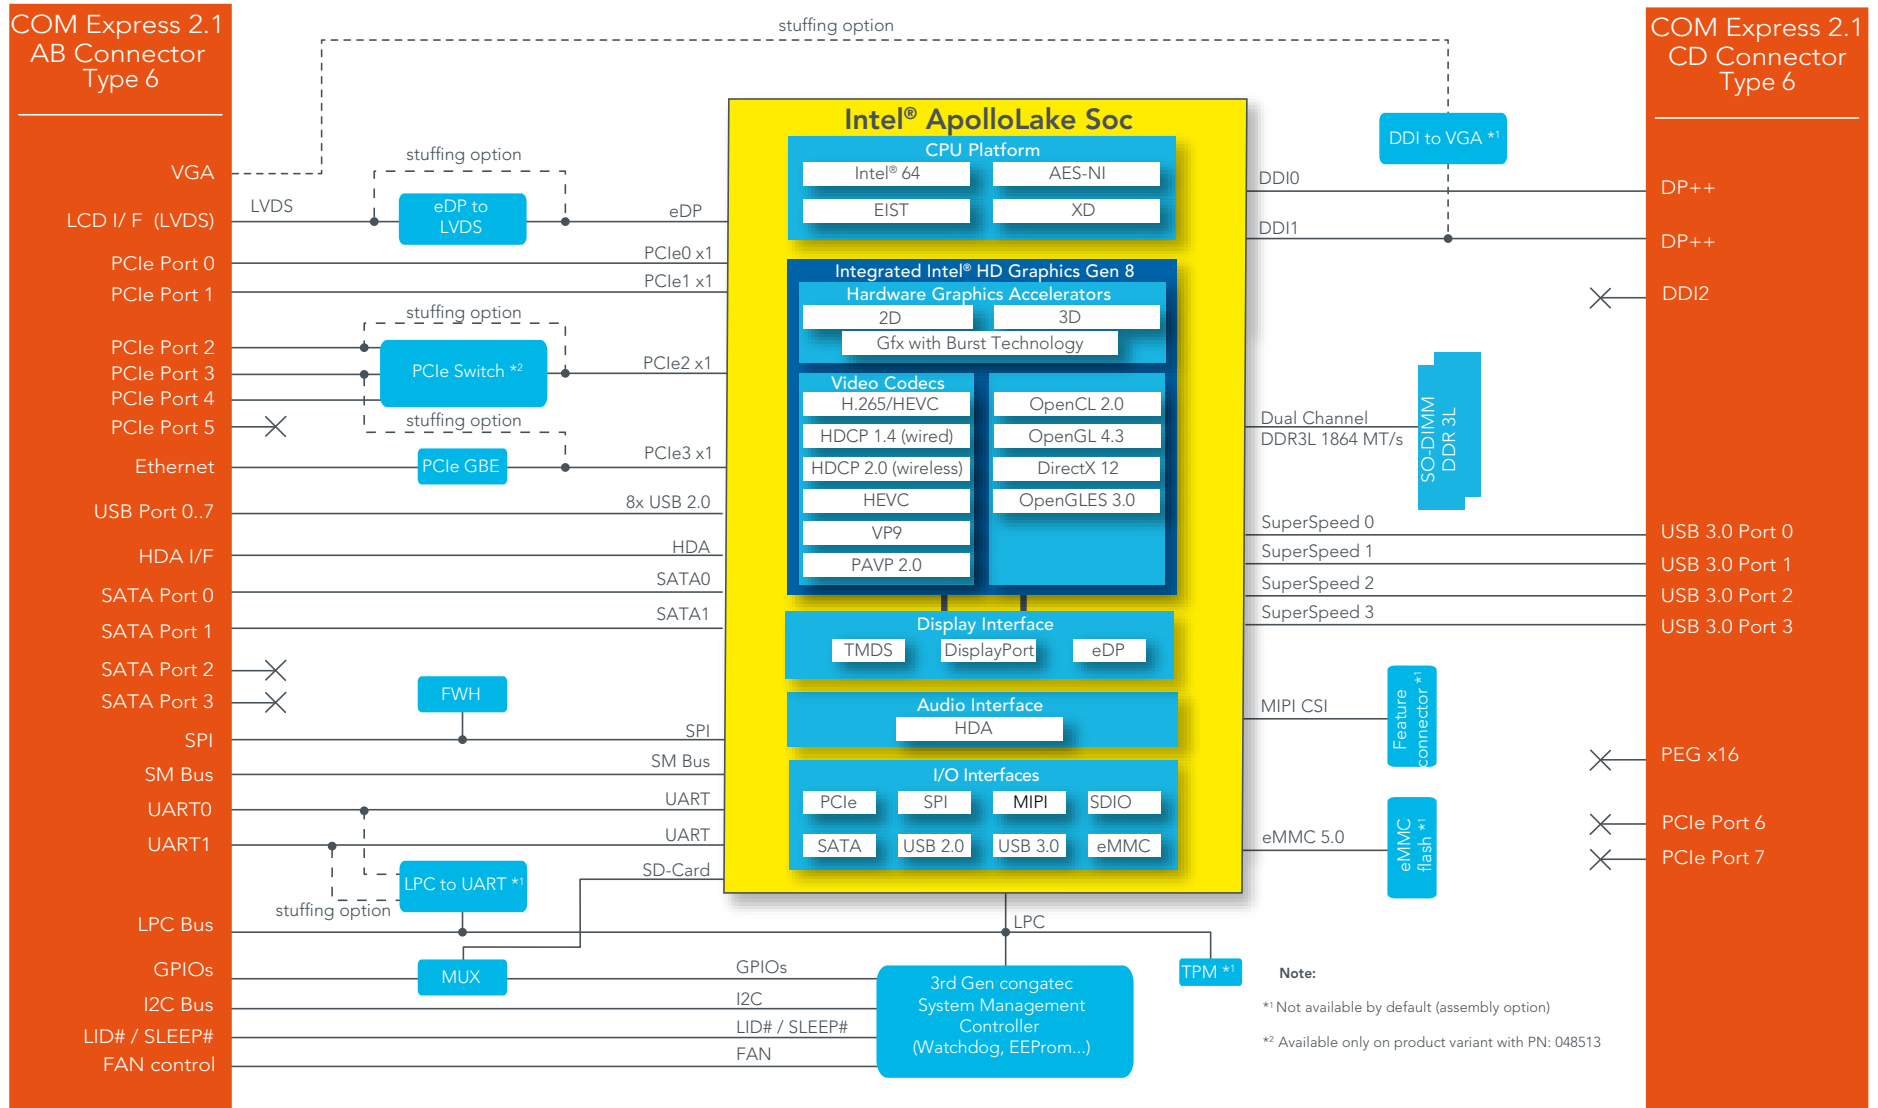 COM Express 2.1
AB Connector
Type 6
VGA
LCD I/ F (LVDS)
PCIe Port 0
PCIe Port 1
PCIe Port 2
PCIe Port 3
PCIe Port 4
PCIe Port 5
Ethernet
USB Port 0..7
HDA I/F
SATA Port 0
SATA Port 1
SATA Port 2
SATA Port 3
SPI
SM Bus
UART0
UART1
LPC Bus
GPIOs
I2C Bus
LID# / SLEEP#
FAN control
stuffing option
stuffing option
LVDS
eDP to
LVDS
eDP
PCIe0 x1
PCIe1 x1
stuffing option
PCIe Switch *2
PCIe2 x1
stuffing option
PCIe GBE
PCIe3 x1
8x USB 2.0
HDA
SATA0
SATA1
FWH
SPI
SM Bus
UART
UART
SD-Card
LPC to UART *1
stuffing option
MUX
GPIOs
I2C
LID# / SLEEP#
FAN
Intel® ApolloLake Soc
CPU Platform
Intel® 64
AES-NI
EIST
XD
Integrated Intel® HD Graphics Gen 8
Hardware Graphics Accelerators
2D
3D
Gfx with Burst Technology
Video Codecs
H.265/HEVC
HDCP 1.4 (wired)
HDCP 2.0 (wireless)
HEVC
VP9
PAVP 2.0
OpenCL 2.0
OpenGL 4.3
DirectX 12
OpenGLES 3.0
Display Interface
TMDS
DisplayPort
eDP
Audio Interface
HDA
I/O Interfaces
PCIe
SPI
MIPI
SDIO
SATA
USB 2.0
USB 3.0
eMMC
LPC
3rd Gen congatec
System Management
Controller
(Watchdog, EEProm...)
TPM *1
DDI to VGA *1
DDI0
DDI1
Dual Channel
DDR3L 1864 MT/s
SO-DIMM
DDR 3L
SuperSpeed 0
SuperSpeed 1
SuperSpeed 2
SuperSpeed 3
MIPI CSI
Feature
connector *1
eMMC 5.0
eMMC
flash *1
Note:
*1 Not available by default (assembly option)
*2 Available only on product variant with PN: 048513
COM Express 2.1
CD Connector
Type 6
DP++
DP++
DDI2
USB 3.0 Port 0
USB 3.0 Port 1
USB 3.0 Port 2
USB 3.0 Port 3
PEG x16
PCIe Port 6
PCIe Port 7